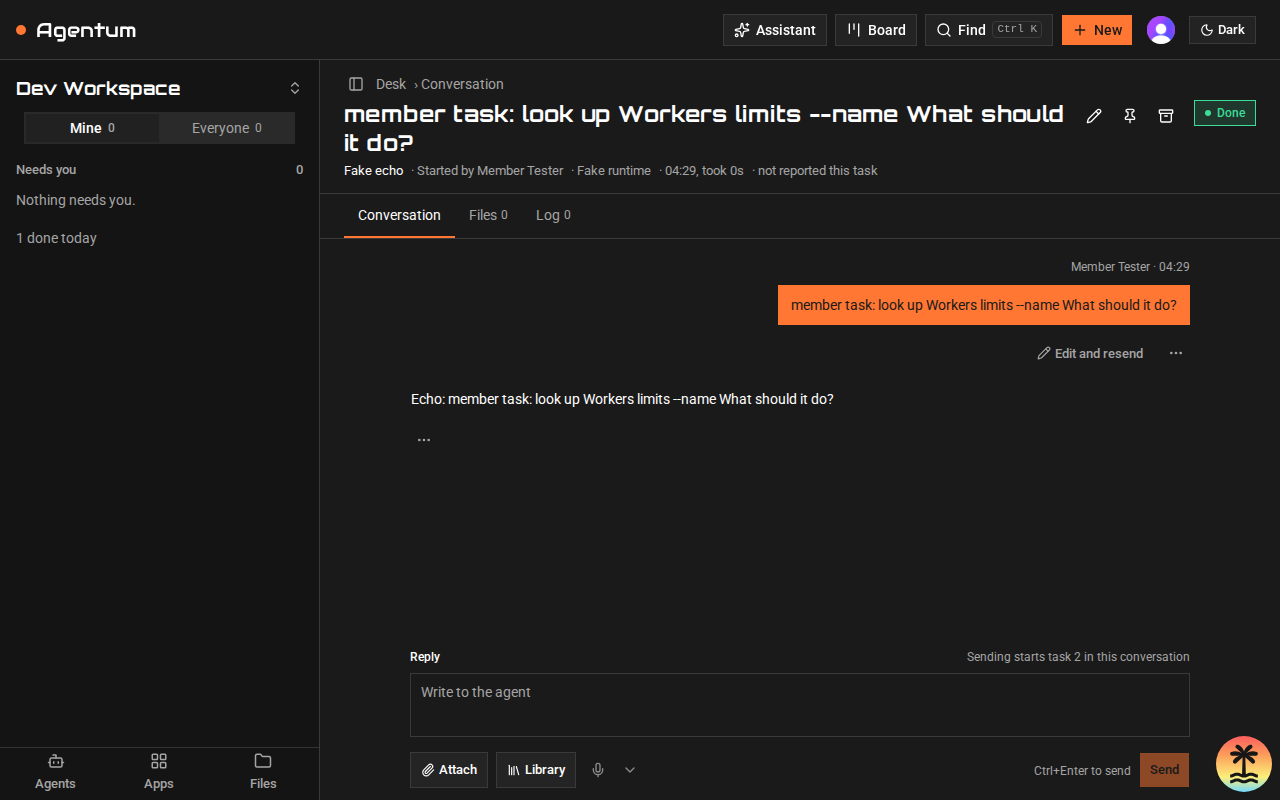 Agentum
Assistant
Board
Find Ctrl K
New
Dark
Dev Workspace
Mine 0
Everyone 0
Needs you 0
Nothing needs you.
1 done today
Agents
Apps
Files
Desk › Conversation
member task: look up Workers limits --name What should
it do?
Done
Fake echo · Started by Member Tester · Fake runtime · 04:29, took 0s · not reported this task
Conversation
Files 0
Log 0
Member Tester · 04:29
member task: look up Workers limits --name What should it do?
Edit and resend
Echo: member task: look up Workers limits --name What should it do?
Reply
Sending starts task 2 in this conversation
Write to the agent
Attach
Library
Ctrl+Enter to send
Send